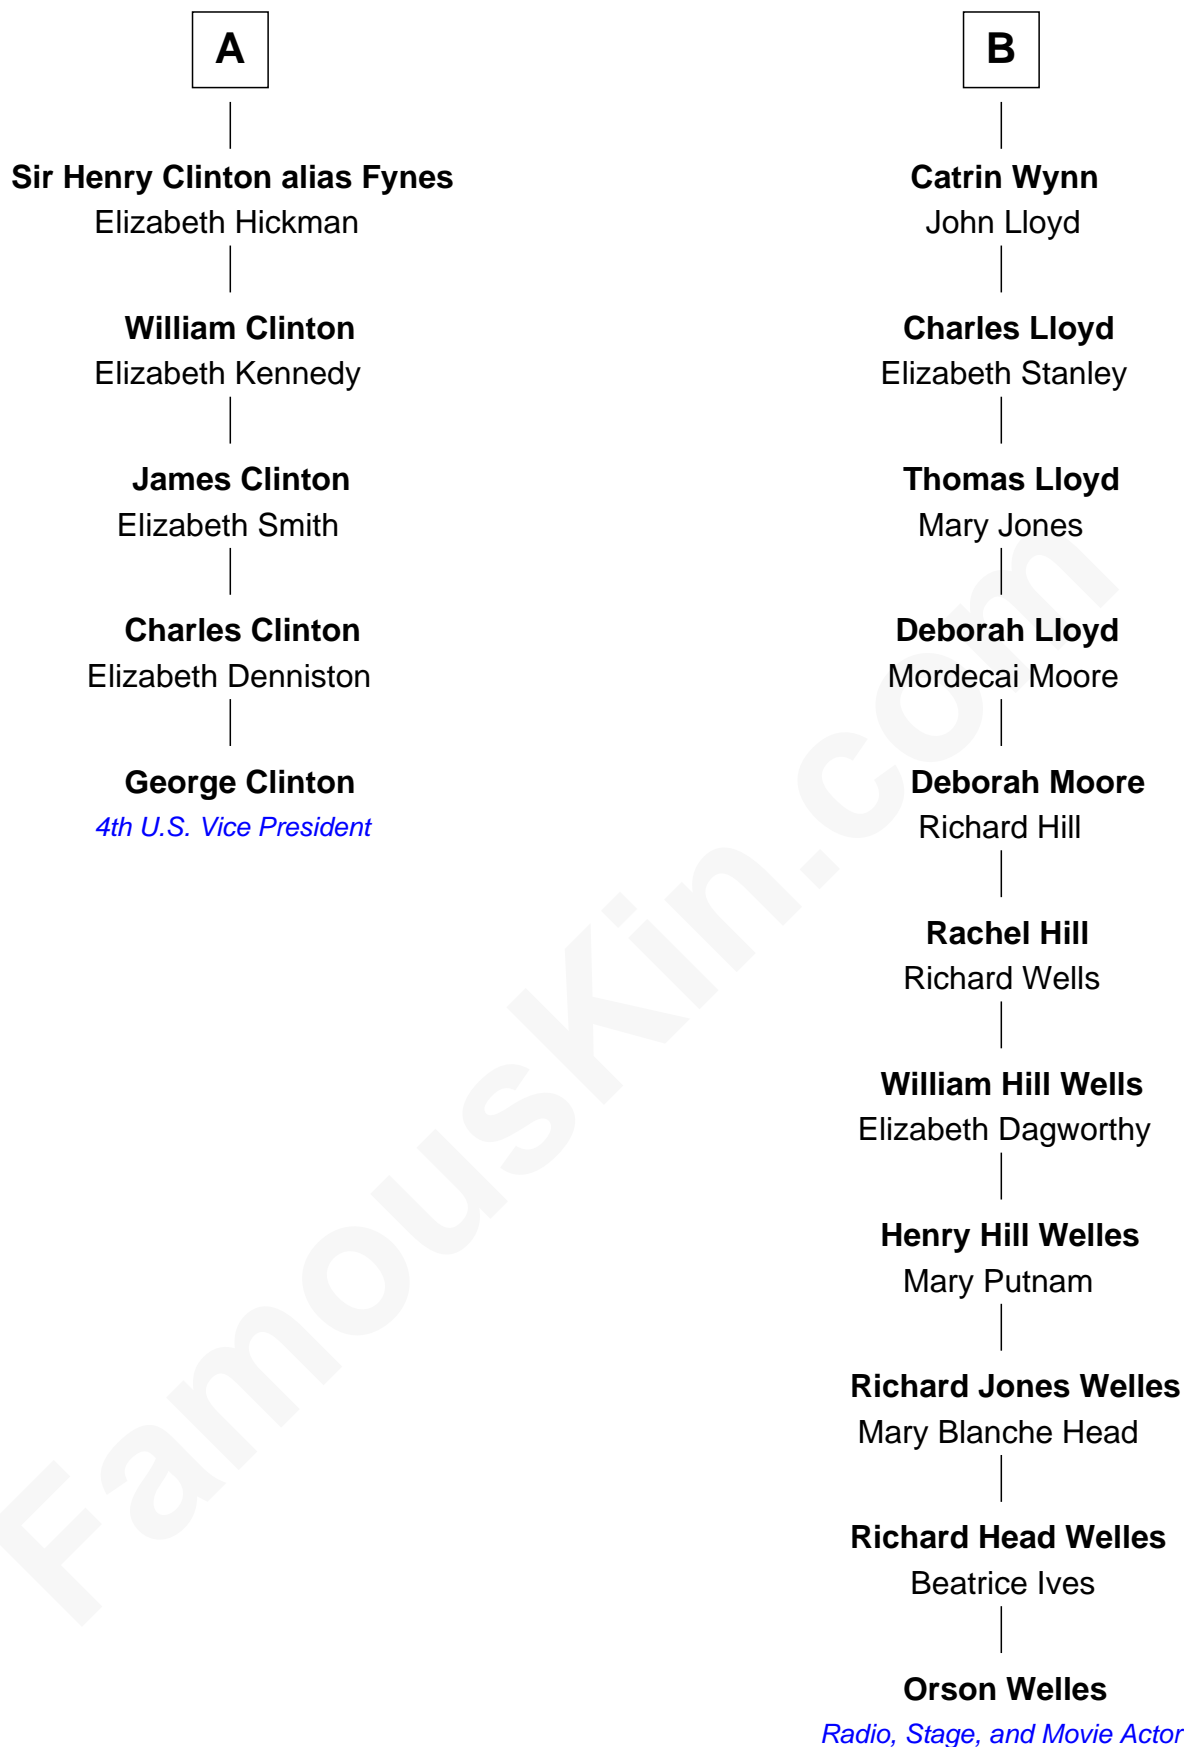 A
Sir Henry Clinton alias Fynes
Elizabeth Hickman
William Clinton
Elizabeth Kennedy
James Clinton
Elizabeth Smith
Charles Clinton
Elizabeth Denniston
George Clinton
4th U.S. Vice President
B
Catrin Wynn
John Lloyd
Charles Lloyd
Elizabeth Stanley
Thomas Lloyd
Mary Jones
Deborah Lloyd
Mordecai Moore
Deborah Moore
Richard Hill
Rachel Hill
Richard Wells
William Hill Wells
Elizabeth Dagworthy
Henry Hill Welles
Mary Putnam
Richard Jones Welles
Mary Blanche Head
Richard Head Welles
Beatrice Ives
Orson Welles
Radio, Stage, and Movie Actor
FamousKin.com